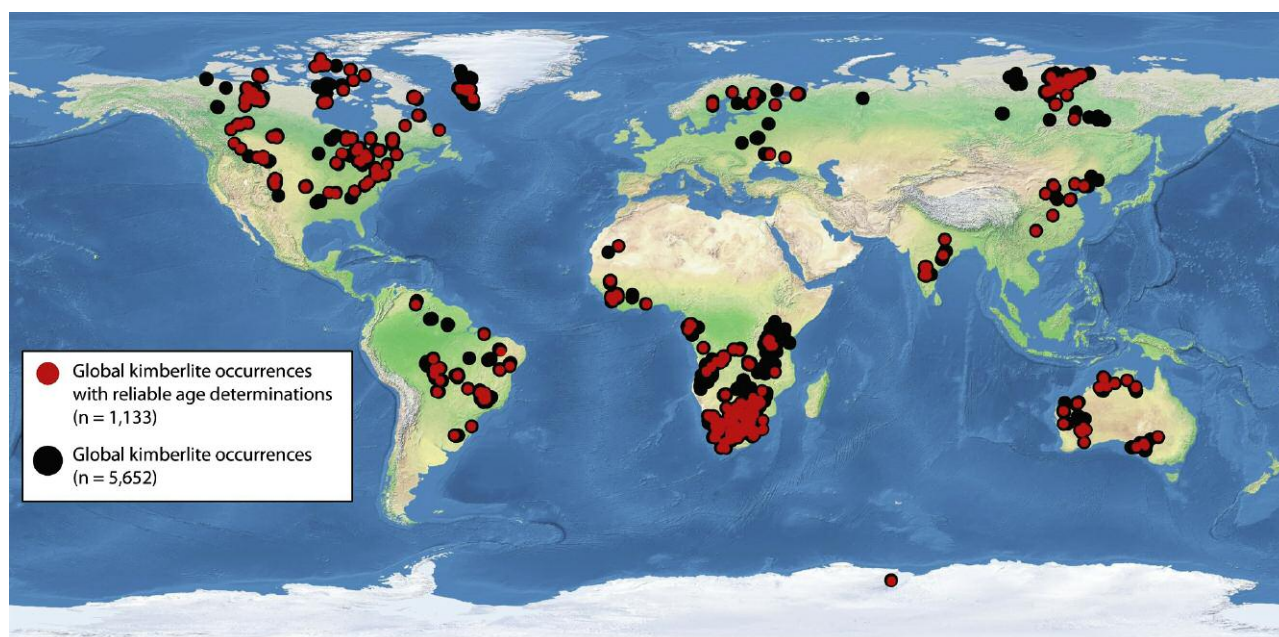 Global kimberlite occurrences
with reliable age determinations
(n = 1,133)
Global kimberlite occurrences
(n = 5,652)